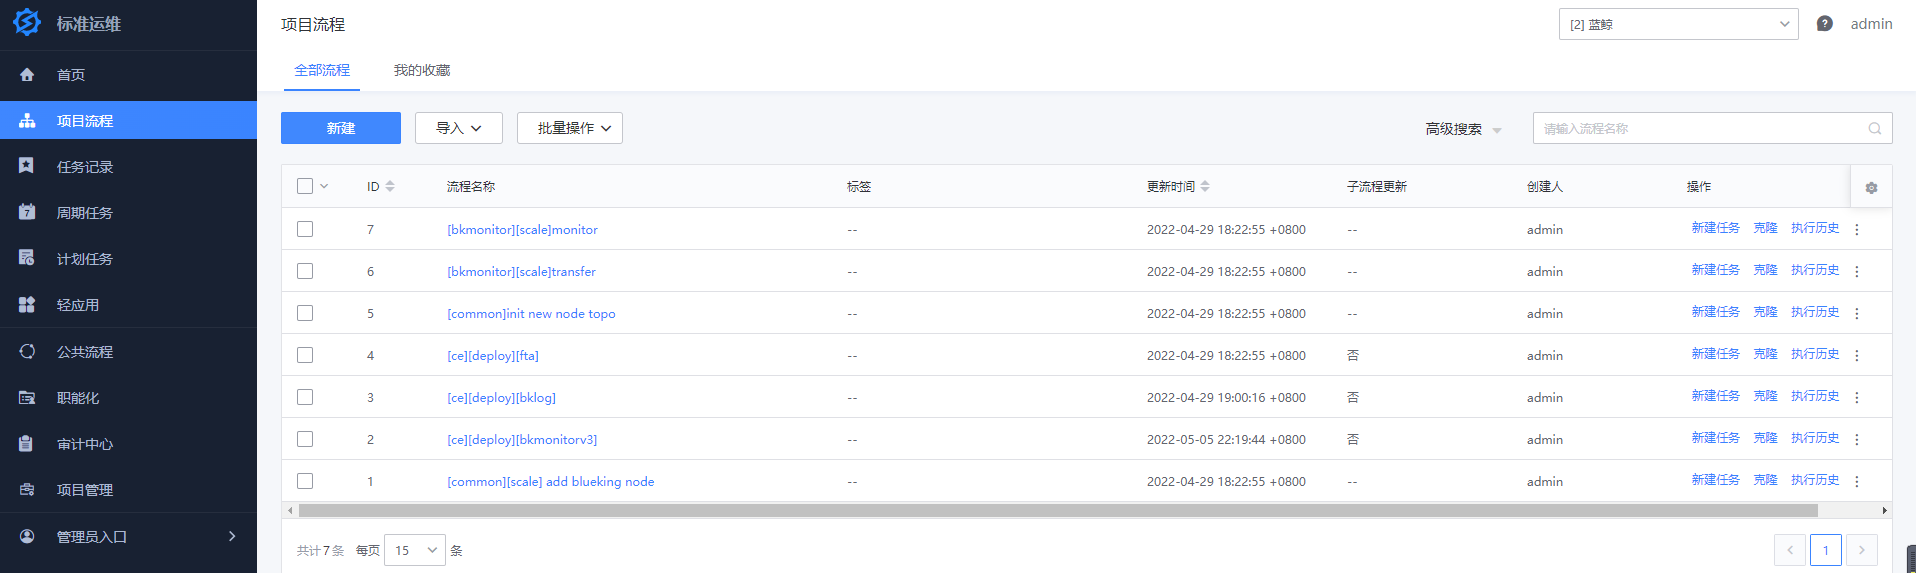 标准运维
首页
项目流程
任务记录
周期任务
计划任务
轻应用
公共流程
职能化
审计中心
项目管理
管理员入口
项目流程
[2] 蓝鲸
admin
全部流程 我的收藏
新建 导入 批量操作 高级搜索 请输入流程名称
ID 流程名称 标签 更新时间 子流程更新 创建人 操作
7 [bkmonitor][scale]monitor -- 2022-04-29 18:22:55 +0800 -- admin 新建任务 克隆 执行历史
6 [bkmonitor][scale]transfer -- 2022-04-29 18:22:55 +0800 -- admin 新建任务 克隆 执行历史
5 [common]init new node topo -- 2022-04-29 18:22:55 +0800 -- admin 新建任务 克隆 执行历史
4 [ce][deploy][fta] -- 2022-04-29 18:22:55 +0800 否 admin 新建任务 克隆 执行历史
3 [ce][deploy][bklog] -- 2022-04-29 19:00:16 +0800 否 admin 新建任务 克隆 执行历史
2 [ce][deploy][bkmonitorv3] -- 2022-05-05 22:19:44 +0800 否 admin 新建任务 克隆 执行历史
1 [common][scale] add blueking node -- 2022-04-29 18:22:55 +0800 -- admin 新建任务 克隆 执行历史
共计7条 每页 15 条 1